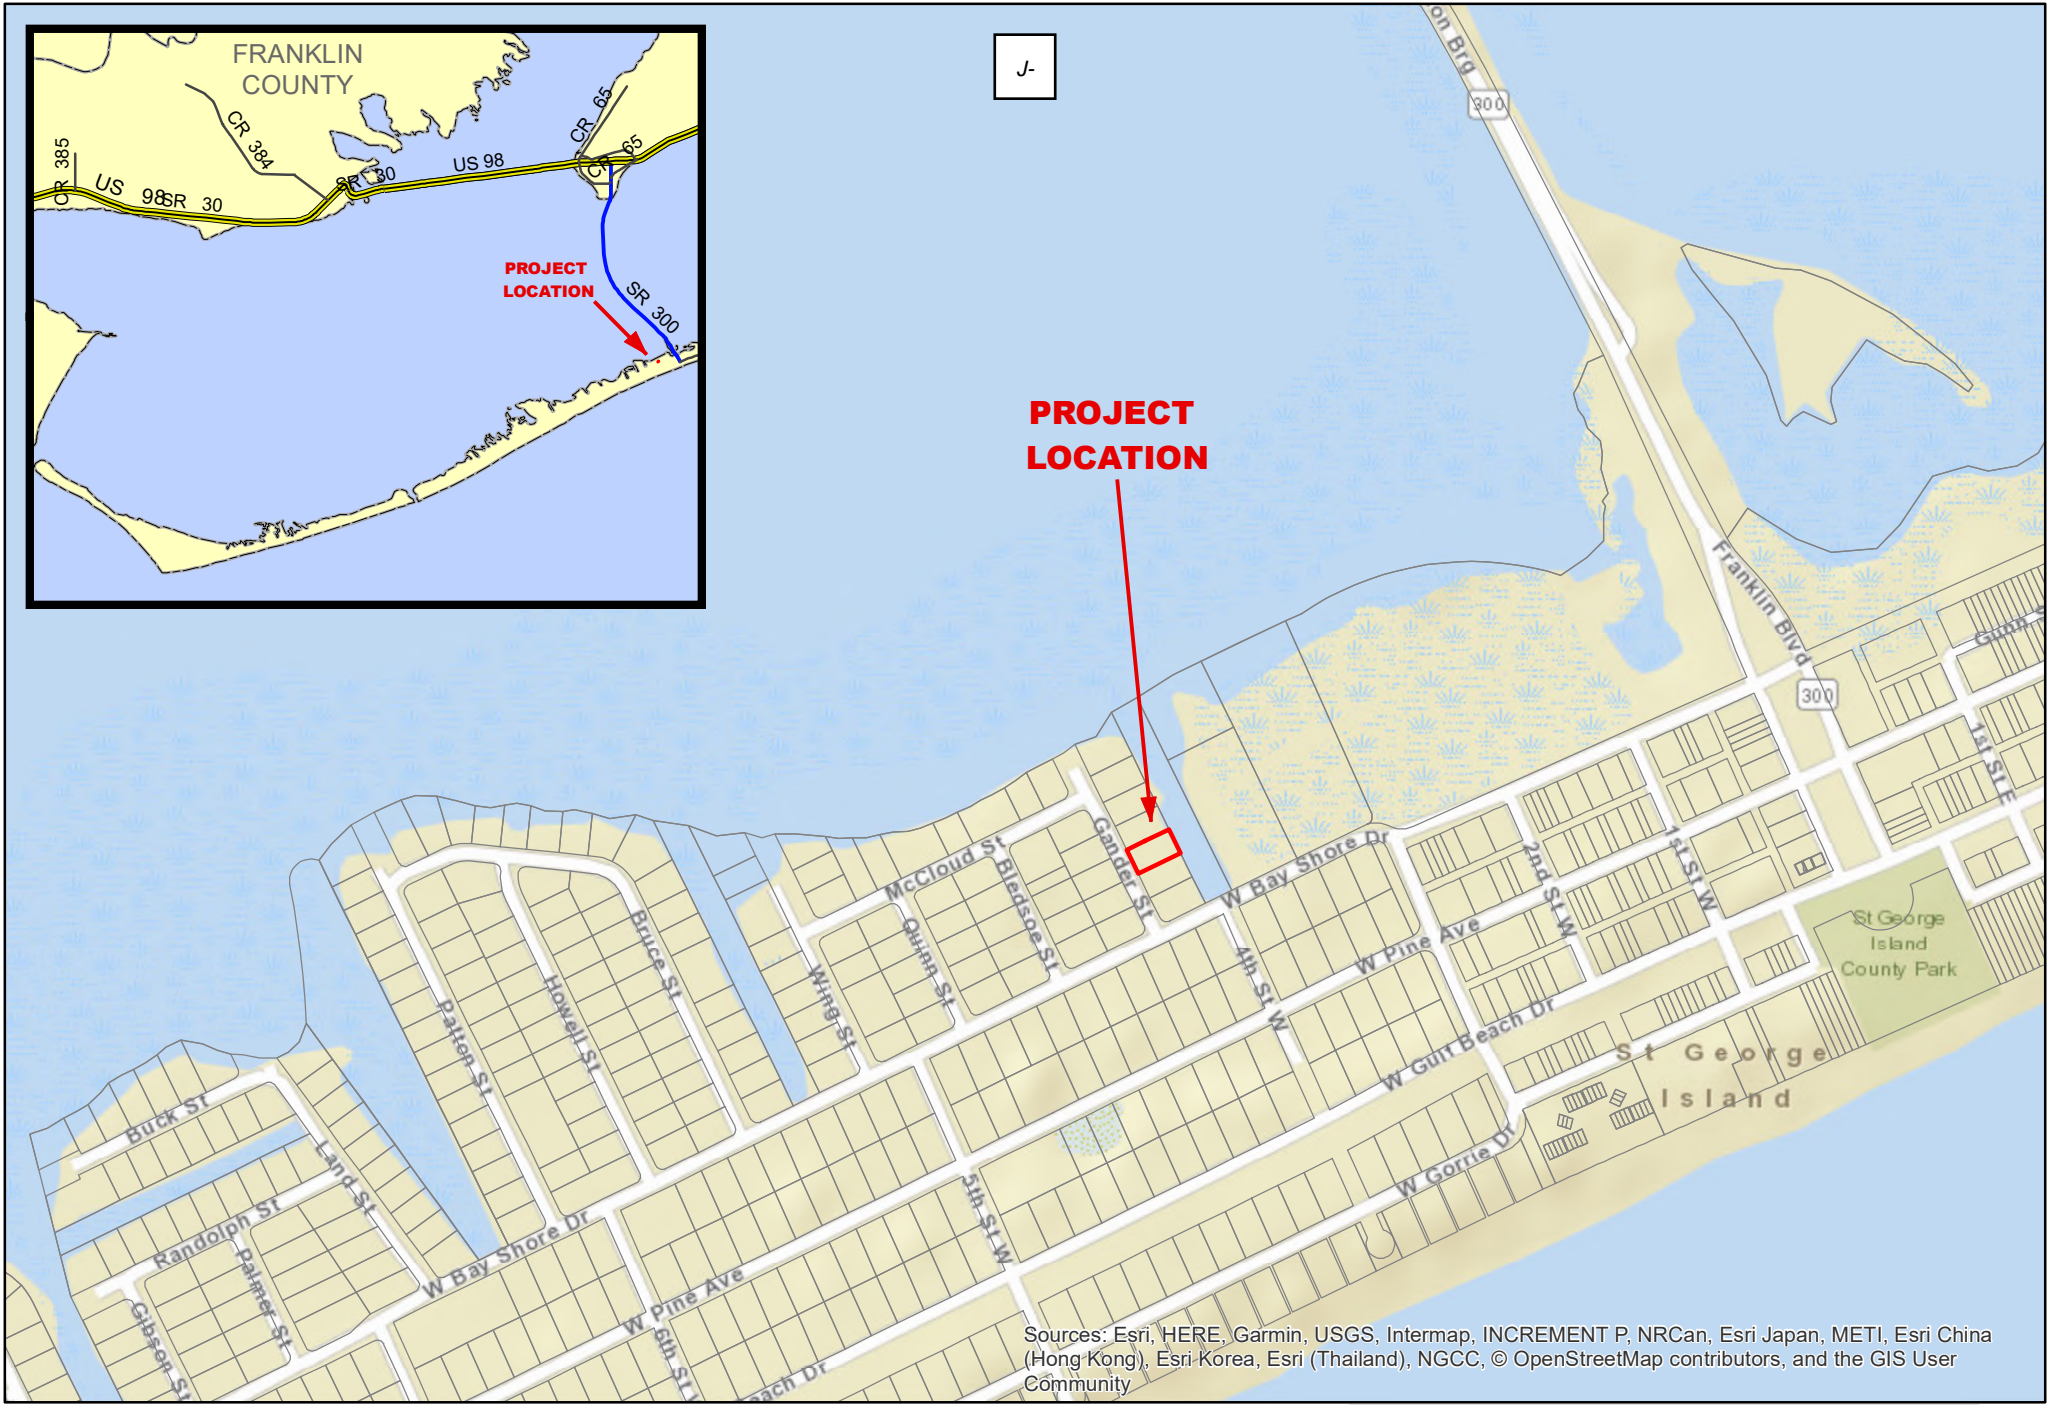 FRANKLIN
COUNTY
CR 385
CR 384
CR 65
CR 65
US 98
SR 30
US 98
SR 30
PROJECT
LOCATION
SR 300
J-
on Brg
300
PROJECT
LOCATION
Franklin Blvd
300
Gunn S
1st St E
McCloud St
Gander St
Bledsoe St
Quinn St
Wing St
W Bay Shore Dr
2nd St W
1st St W
4th St W
W Pine Ave
St George
Island
County Park
W Gulf Beach Dr
St George
Island
W Gorrie Dr
Bruce St
Howell St
Patton St
Buck St
Land St
Randolph St
Palmer St
Gibson St
W Bay Shore Dr
W Pine Ave
5th St W
6th St W
each Dr
Sources: Esri, HERE, Garmin, USGS, Intermap, INCREMENT P, NRCan, Esri Japan, METI, Esri China
(Hong Kong), Esri Korea, Esri (Thailand), NGCC, © OpenStreetMap contributors, and the GIS User
Community